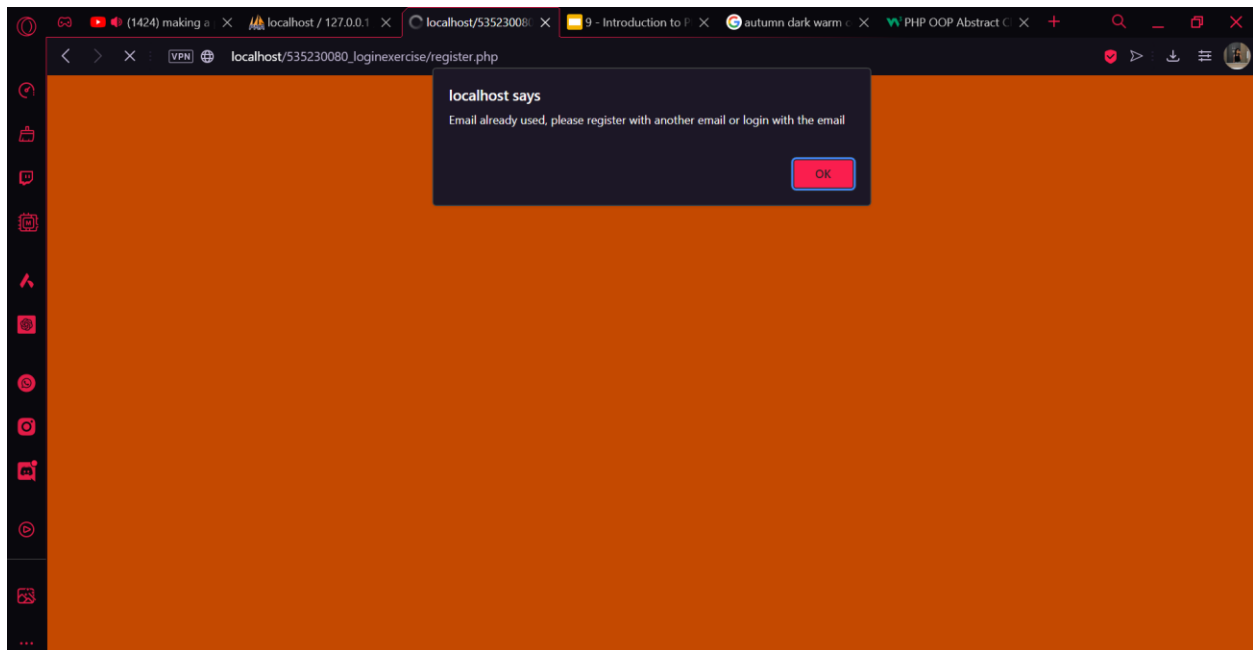 (1424) making a
localhost / 127.0.0.1
localhost/53523008
9 - Introduction to P
autumn dark warm c
PHP OOP Abstract Cl
VPN
localhost/535230080_loginexercise/register.php
localhost says
Email already used, please register with another email or login with the email
OK